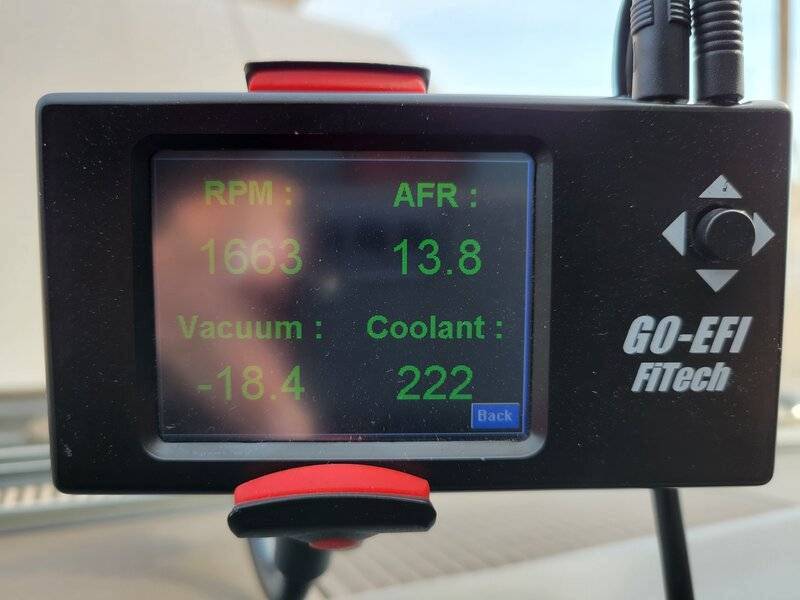 RPM : AFR :
1663 13.8
Vacuum : Coolant :
-18.4 222
Back
GO-EFI
FiTech